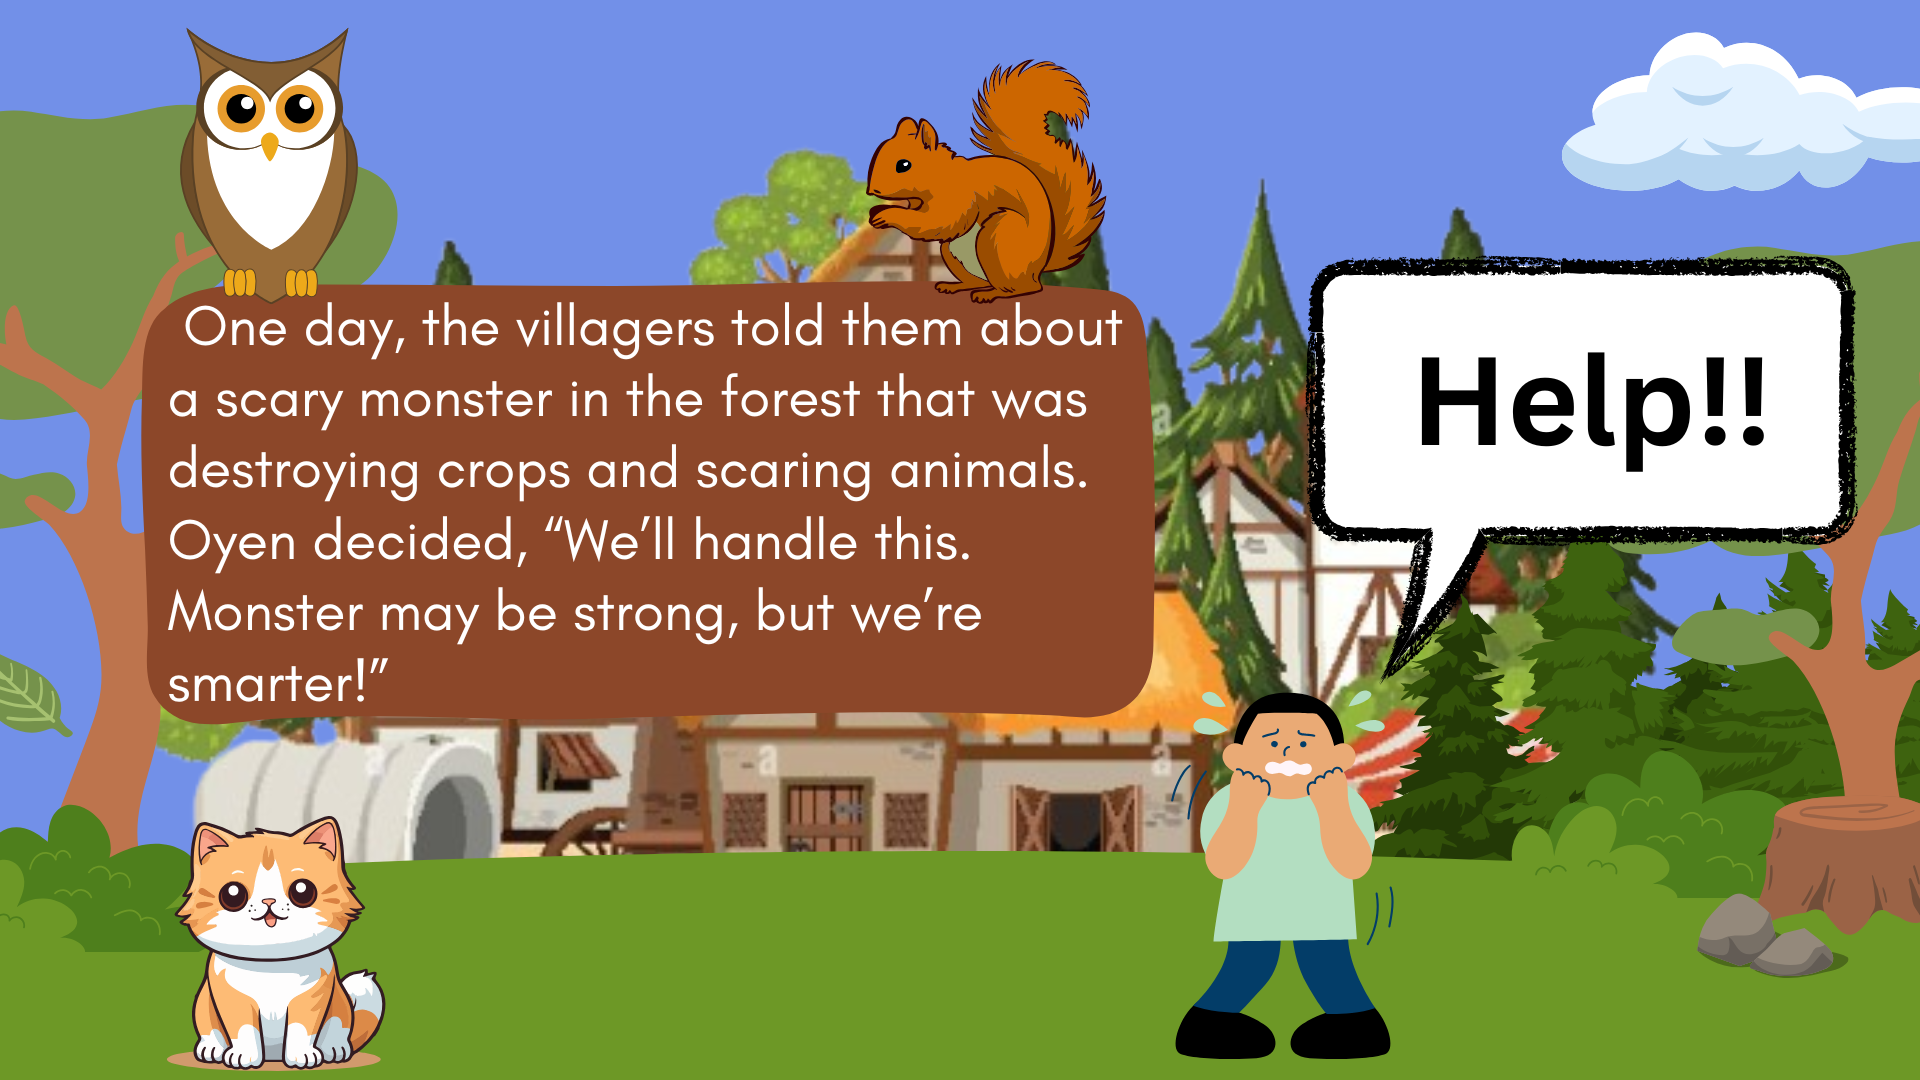 One day, the villagers told them about
a scary monster in the forest that was
destroying crops and scaring animals.
Oyen decided, “We’ll handle this.
Monster may be strong, but we’re
smarter!”
Help!!
a
a
a
a